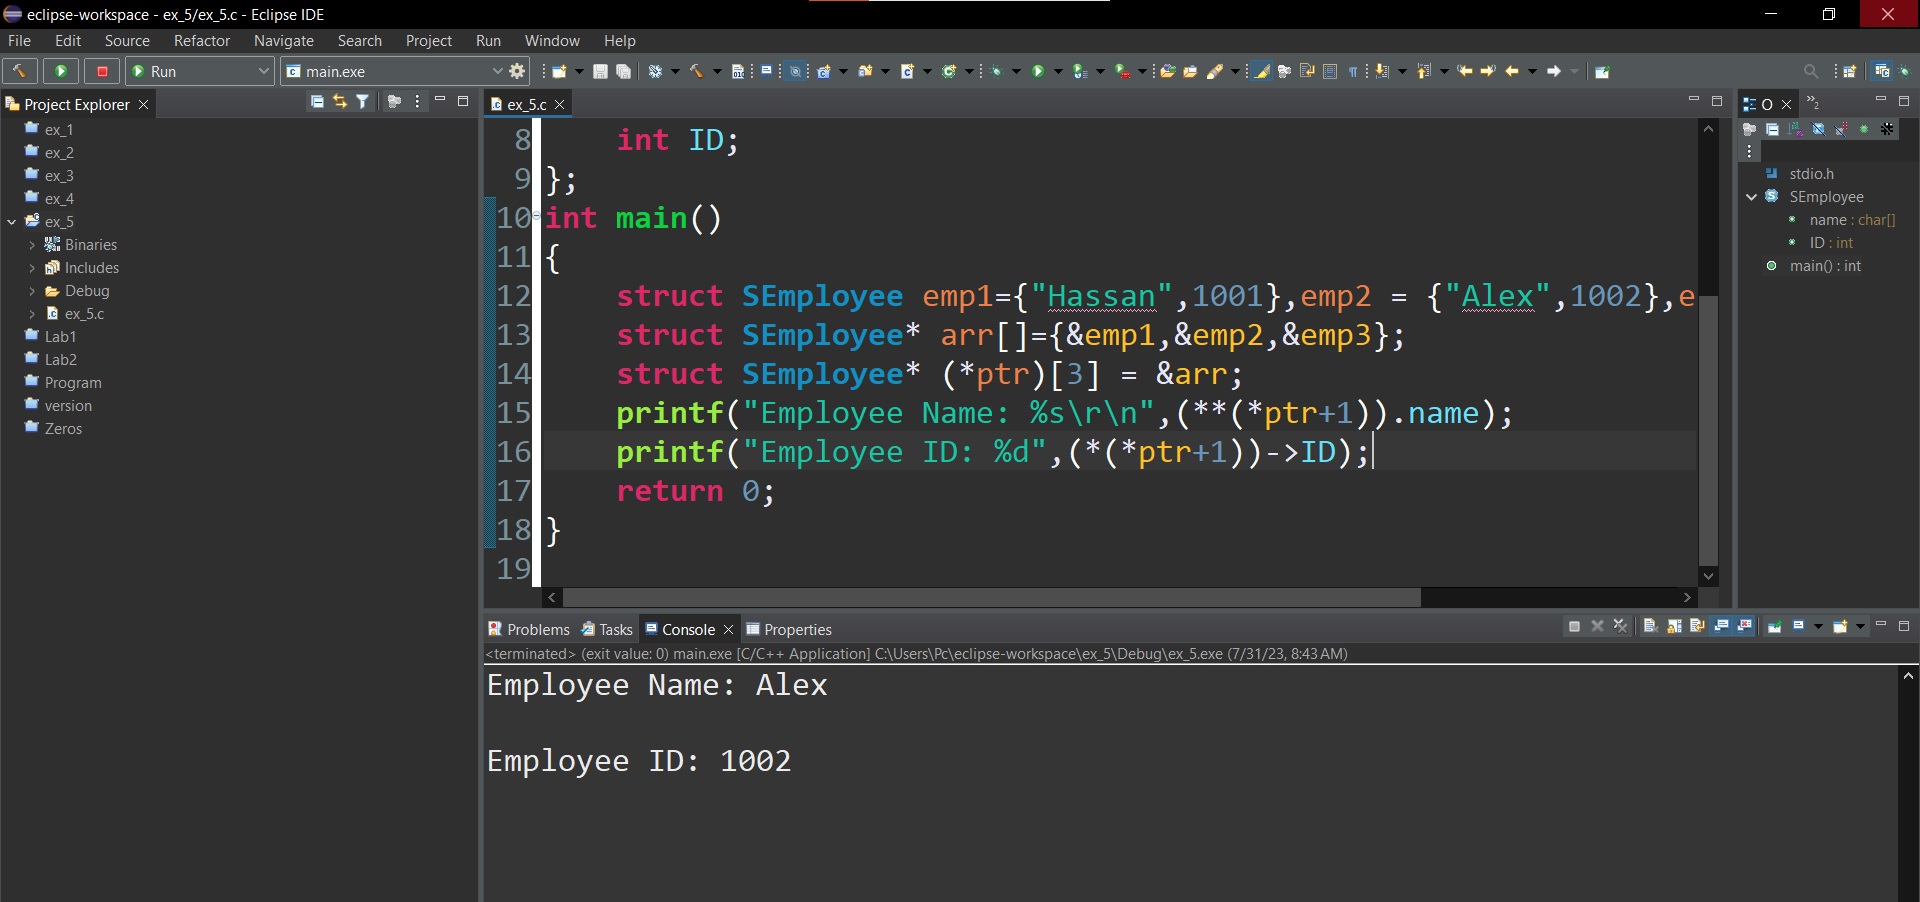 eclipse-workspace - ex_5/ex_5.c - Eclipse IDE
File Edit Source Refactor Navigate Search Project Run Window Help
Run
main.exe
Project Explorer
ex_1
ex_2
ex_3
ex_4
ex_5
Binaries
Includes
Debug
ex_5.c
Lab1
Lab2
Program
version
Zeros
ex_5.c
8 int ID;
9 };
10 int main()
11 {
12 struct SEmployee emp1={"Hassan",1001},emp2 = {"Alex",1002},e
13 struct SEmployee* arr[]={&emp1,&emp2,&emp3};
14 struct SEmployee* (*ptr)[3] = &arr;
15 printf("Employee Name: %s\r\n",(**(*ptr+1)).name);
16 printf("Employee ID: %d",(*(*ptr+1))->ID);
17 return 0;
18 }
19
O
2
stdio.h
SEmployee
name : char[]
ID : int
main() : int
Problems Tasks Console Properties
<terminated> (exit value: 0) main.exe [C/C++ Application] C:\Users\Pc\eclipse-workspace\ex_5\Debug\ex_5.exe (7/31/23, 8:43 AM)
Employee Name: Alex
Employee ID: 1002